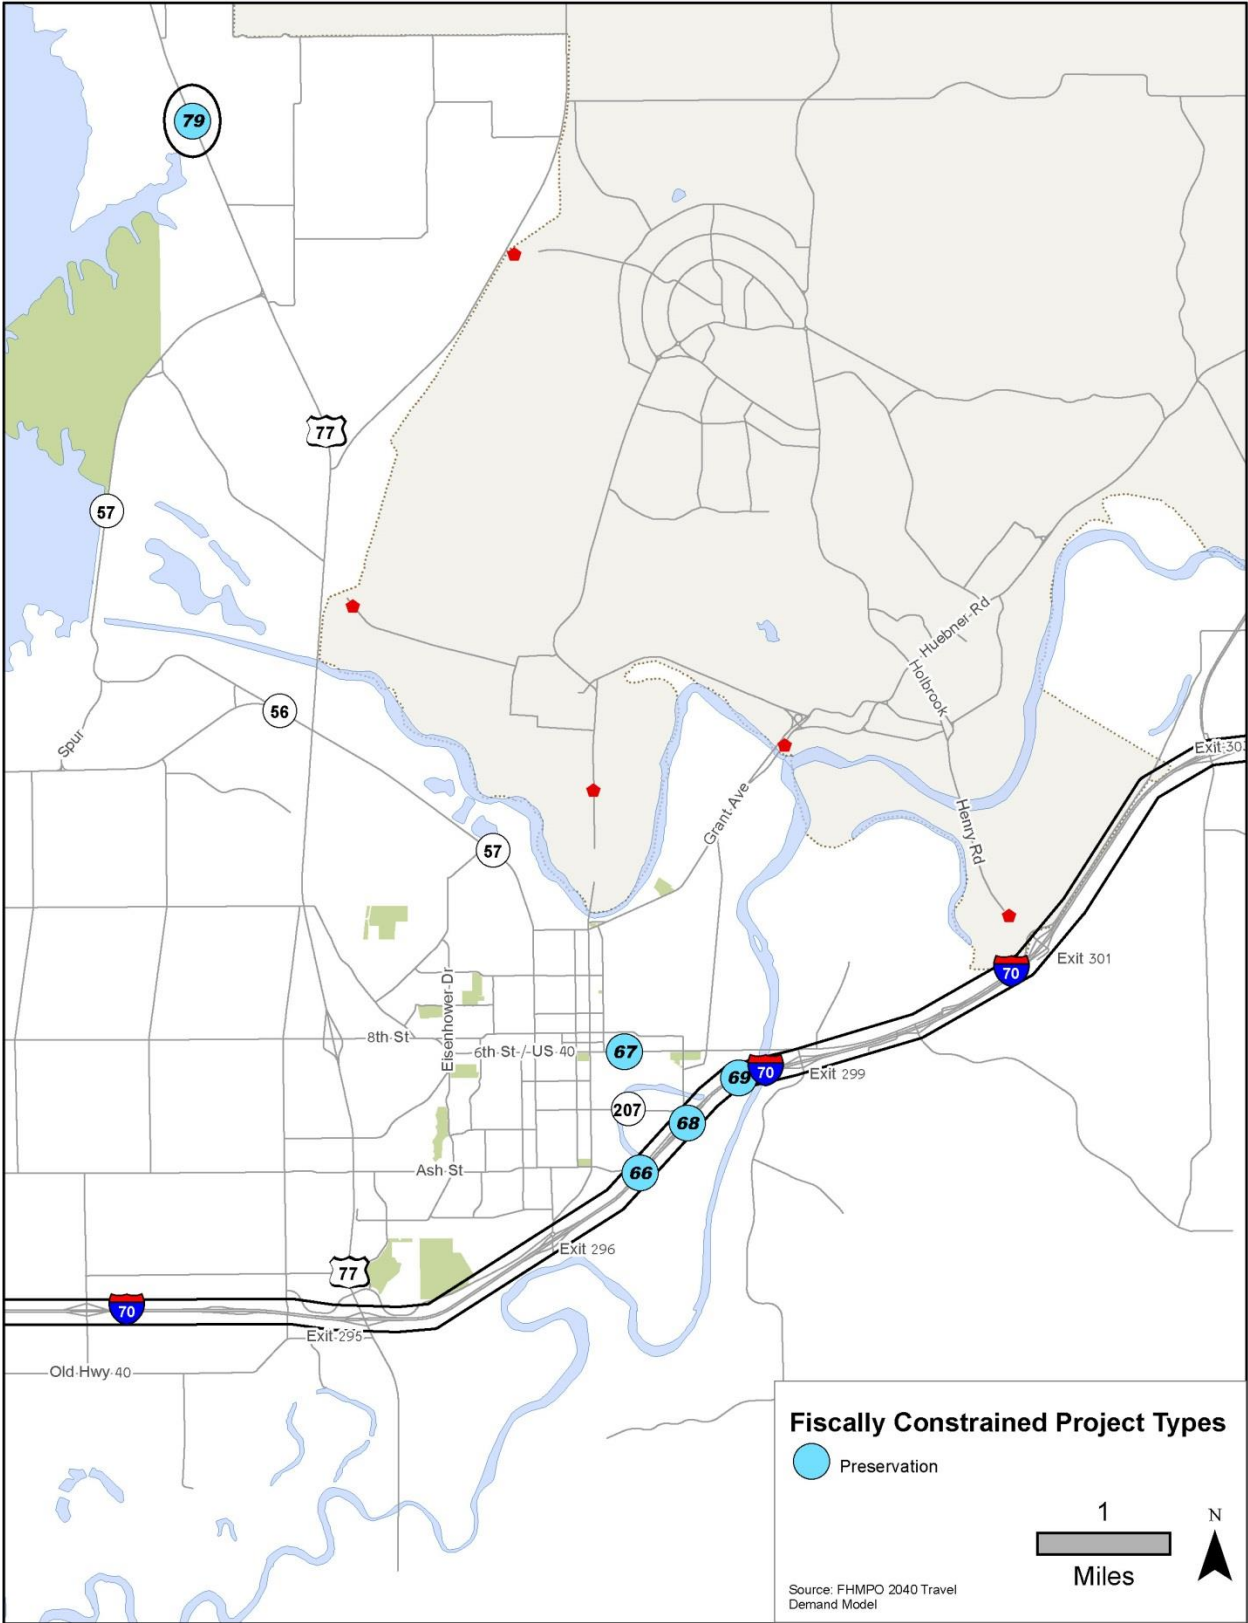 79
77
57
Huebner-Rd
Holbrook
56
Spur
Exit 303
Grant Ave
Henry Rd
57
Exit 301
70
Eisenhower-Dr
8th St
6th St / US 40
67
69
70
Exit 299
207
68
Ash St
66
Exit 296
77
70
Exit 295
Old Hwy 40
Fiscally Constrained Project Types
Preservation
1
N
Miles
Source: FHMPO 2040 Travel
Demand Model